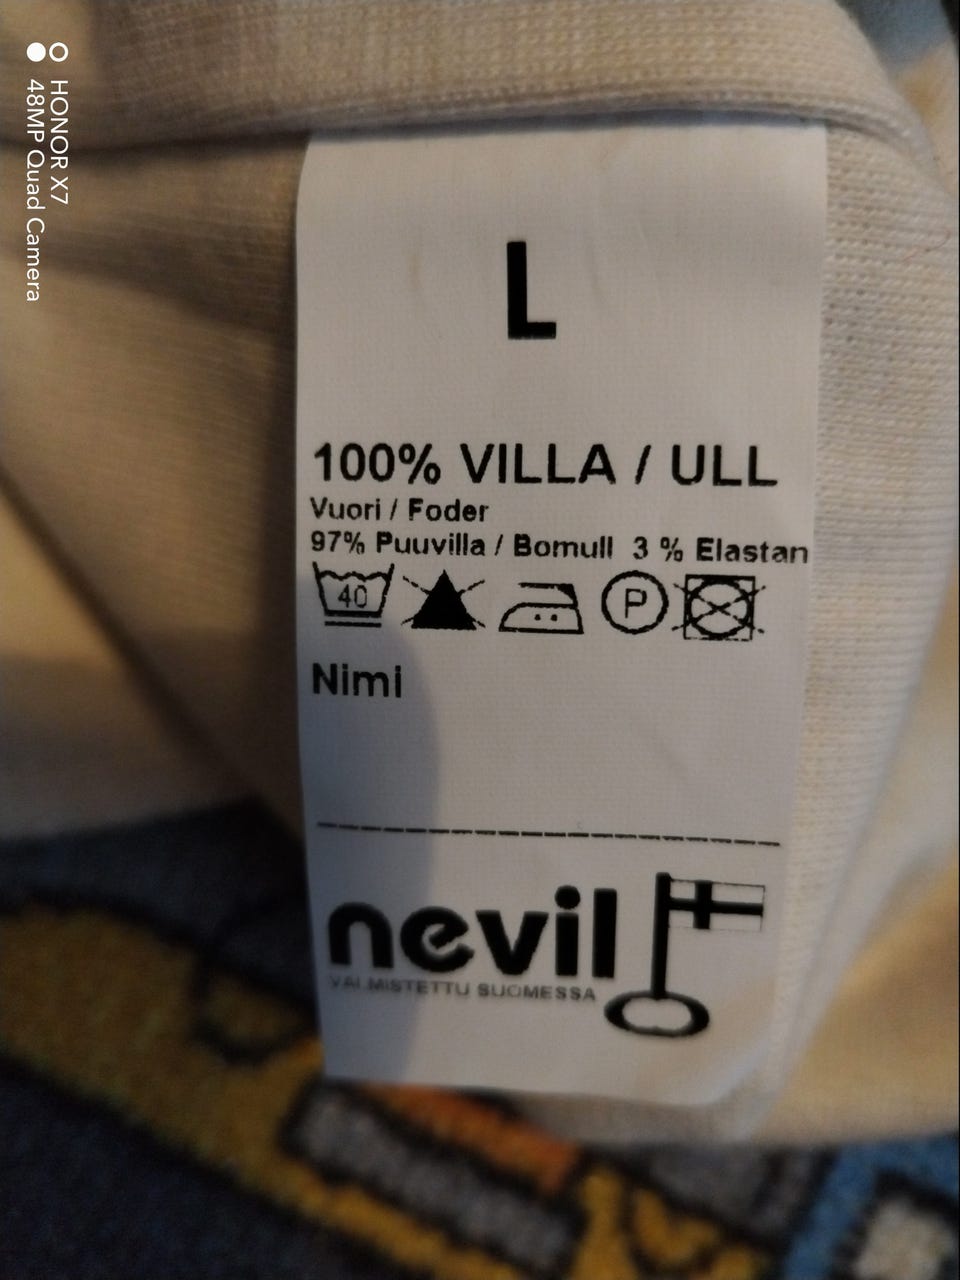 HONOR X7
48MP Quad Camera
L
100% VILLA / ULL
Vuori / Foder
97% Puuvilla / Bomull 3 % Elastan
40 P
Nimi
nevil
VALMISTETTU SUOMESSA